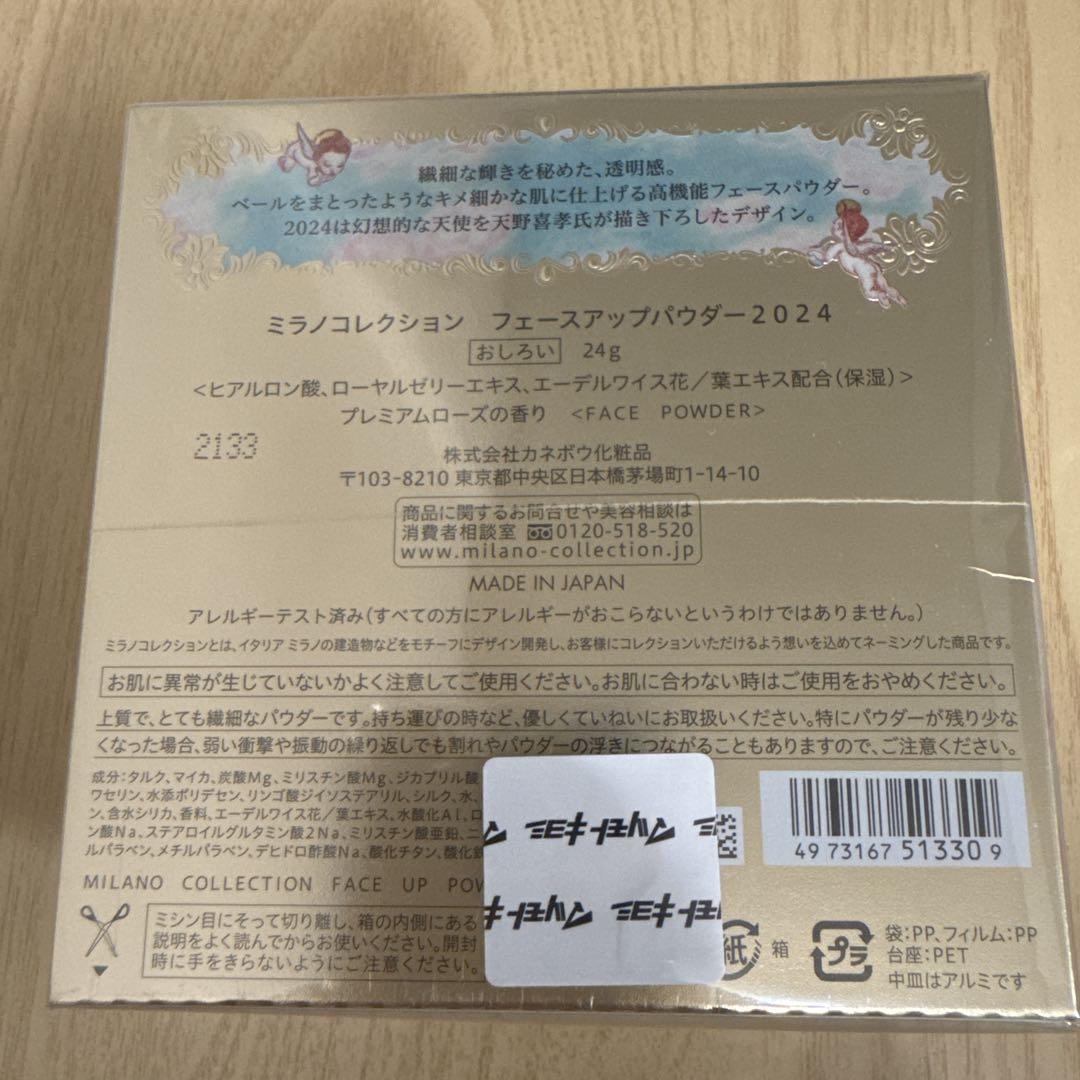 繊細な輝きを秘めた、透明感。
ベールをまとったようなキメ細かな肌に仕上げる高機能フェースパウダー。
2024は幻想的な天使を天野喜孝氏が描き下ろしたデザイン。
ミラノコレクション フェースアップパウダー2024
おしろい 24g
<ヒアルロン酸、ローヤルゼリーエキス、エーデルワイス花/葉エキス配合(保湿)>
プレミアムローズの香り <FACE POWDER>
2133
株式会社カネボウ化粧品
〒103-8210 東京都中央区日本橋茅場町1-14-10
商品に関するお問合せや美容相談は
消費者相談室 0120-518-520
www.milano-collection.jp
MADE IN JAPAN
アレルギーテスト済み(すべての方にアレルギーがおこらないというわけではありません。)
ミラノコレクションとは、イタリア ミラノの建造物などをモチーフにデザイン開発し、お客様にコレクションいただけるよう想いを込めてネーミングした商品です。
お肌に異常が生じていないかよく注意してご使用ください。お肌に合わない時はご使用をおやめください。
上質で、とても繊細なパウダーです。持ち運びの時など、優しくていねいにお取扱いください。特にパウダーが残り少な
くなった場合、弱い衝撃や振動の繰り返しでも割れやパウダーの浮きにつながることもありますので、ご注意ください。
成分:タルク、マイカ、炭酸Mg、ミリスチン酸Mg、ジカプリル酸
ワセリン、水添ポリデセン、リンゴ酸ジイソステアリル、シルク、水、
ン、含水シリカ、香料、エーデルワイス花/葉エキス、水酸化Al、ロ
ン酸Na、ステアロイルグルタミン酸2Na、ミリスチン酸亜鉛、ニ
ルパラベン、メチルパラベン、デヒドロ酢酸Na、酸化チタン、酸化鉄
MILANO COLLECTION FACE UP POW
マツモトキヨシ
マツモトキヨシ
4973167513309
ミシン目にそって切り離し、箱の内側にある
説明をよく読んでからお使いください。開封
時に手をきらないようにご注意ください。
紙 箱
プラ
袋:PP、フィルム:PP
台座:PET
中皿はアルミです